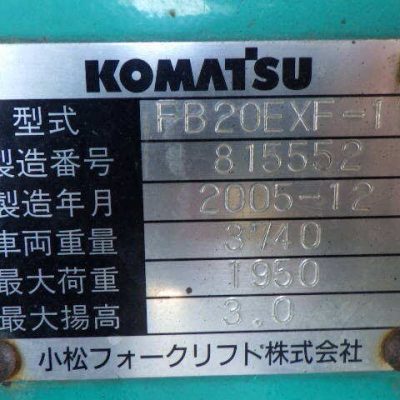 KOMATSU
型式 FB20EXF-1
製造番号 815552
製造年月 2005-12
車両重量 3740
最大荷重 1950
最大揚高 3.0
小松フォークリフト株式会社